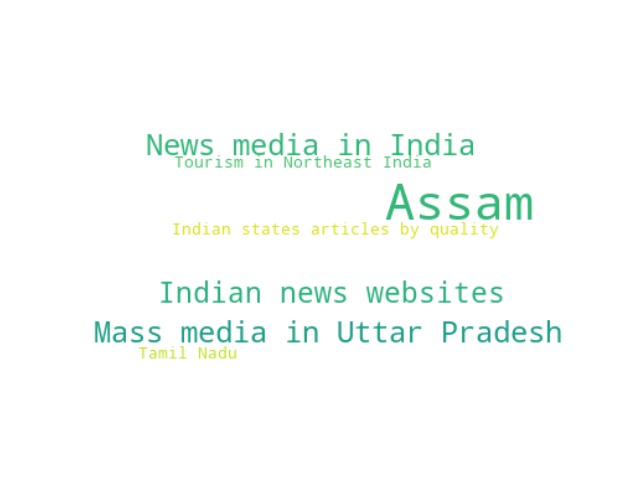 News media in India
Tourism in Northeast India
Assam
Indian states articles by quality
Indian news websites
Mass media in Uttar Pradesh
Tamil Nadu